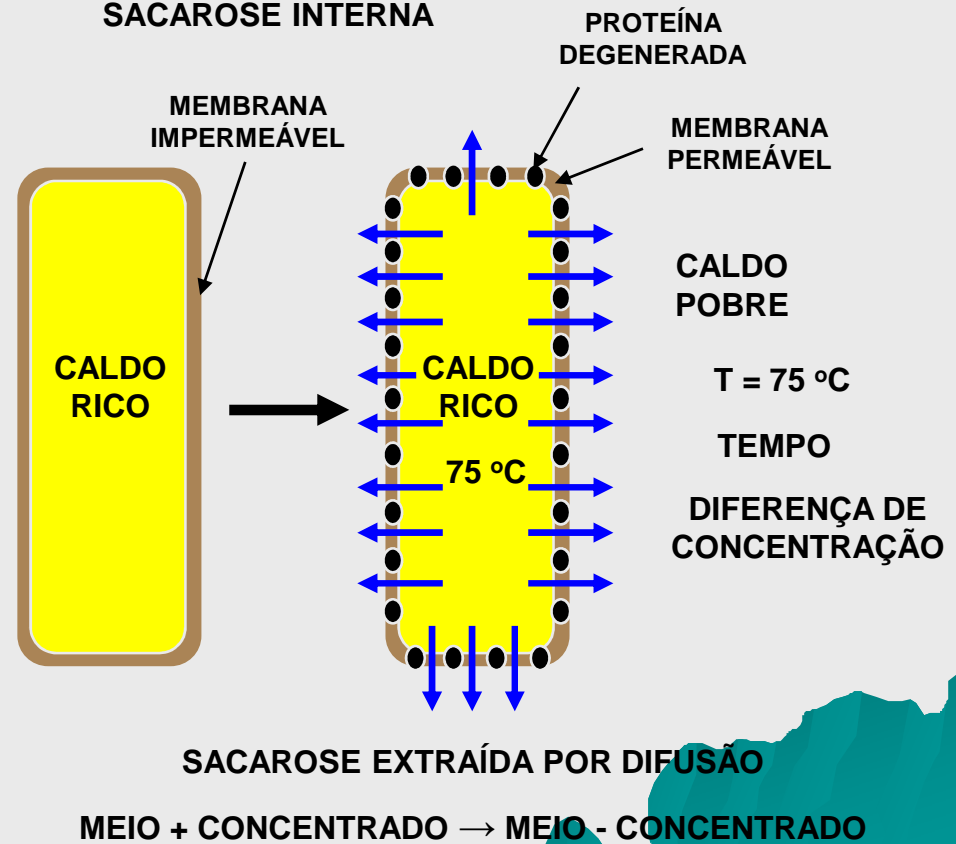 SACAROSE INTERNA
PROTEÍNA
DEGENERADA
MEMBRANA
IMPERMEÁVEL
MEMBRANA
PERMEÁVEL
CALDO
RICO
CALDO
RICO
75 ºC
CALDO
POBRE
T = 75 ºC
TEMPO
DIFERENÇA DE
CONCENTRAÇÃO
SACAROSE EXTRAÍDA POR DIFUSÃO
MEIO + CONCENTRADO → MEIO - CONCENTRADO